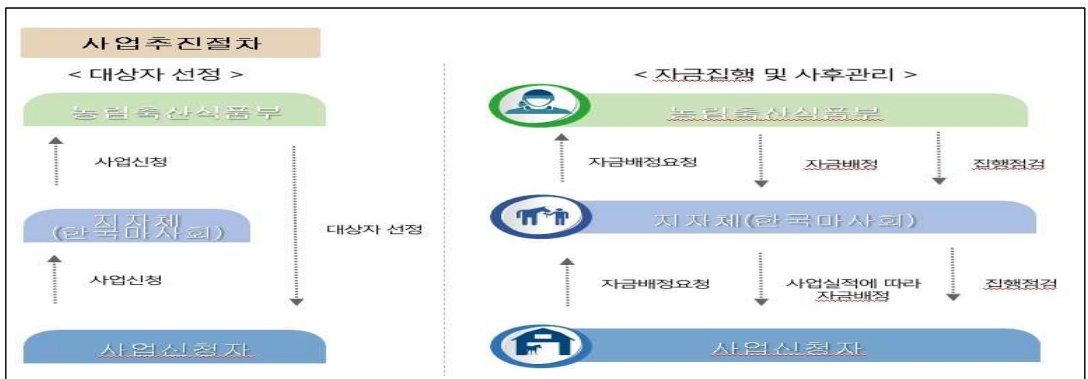 사업추진절차
< 대상자 선정 >
농림축산식품부
사업신청
지자체
(한국마사회)
대상자 선정
사업신청
사업신청자
< 자금집행 및 사후관리 >
농림축산식품부
자금배정요청
자금배정
집행점검
지자체(한국마사회)
자금배정요청
사업실적에 따라
자금배정
집행점검
사업신청자